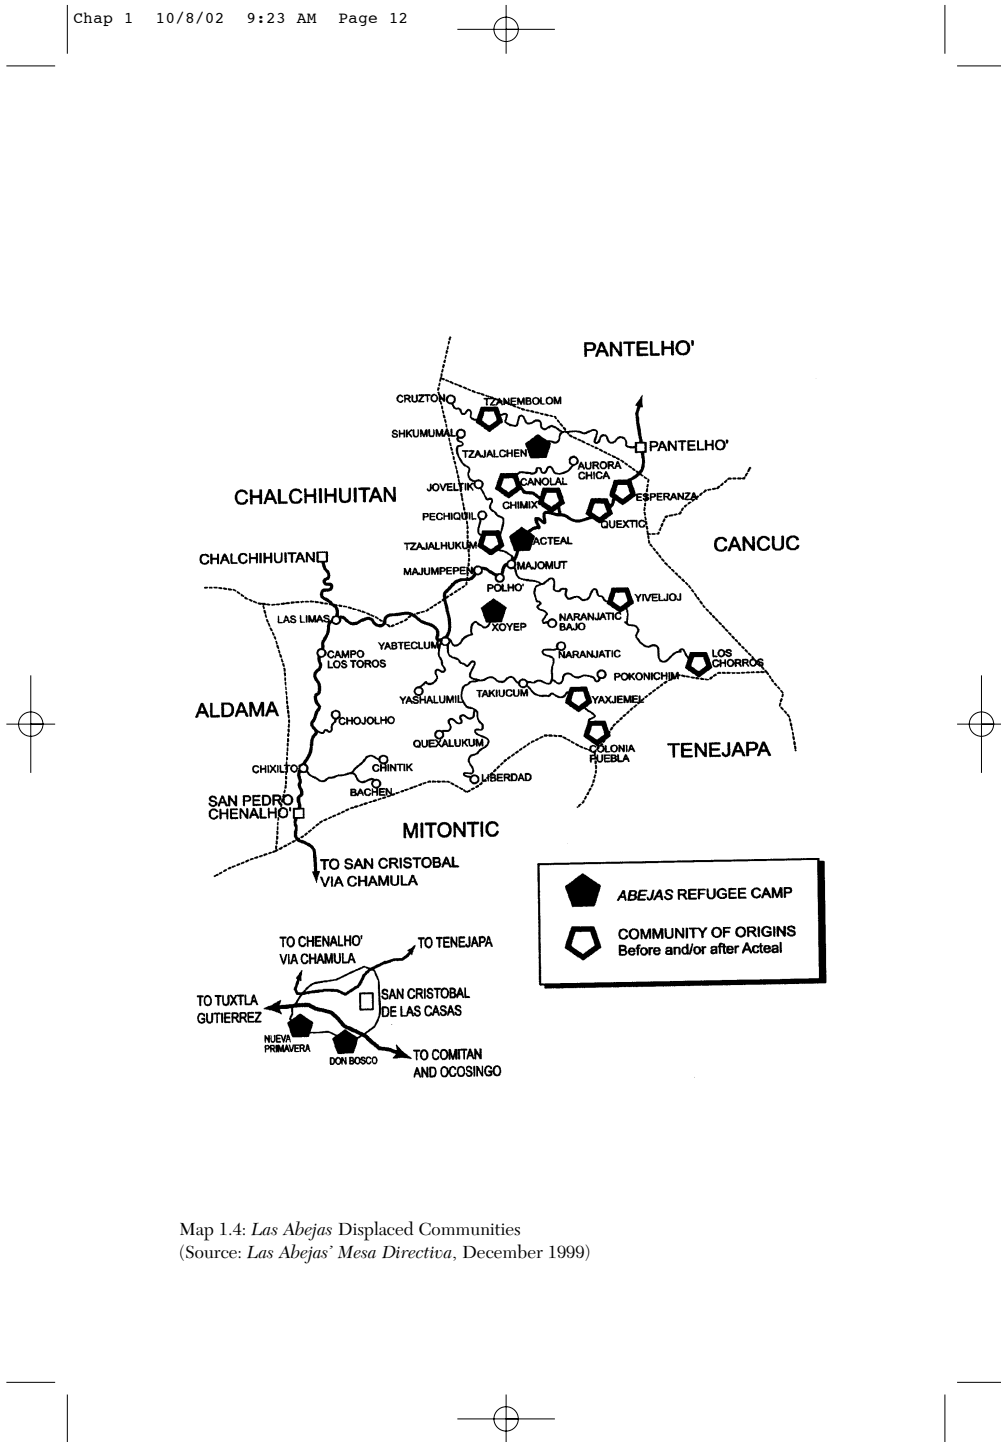 Chap 1  10/8/02  9:23 AM  Page 12
PANTELHO'
CRUZTON
TZANEMBOLOM
SHKUMUMAL
PANTELHO'
TZAJALCHEN
AURORA
CHICA
CANOLAL
JOVELTIK
ESPERANZA
CHALCHIHUITAN
CHIMIX
PECHIQUIL
QUEXTIC
ACTEAL
CANCUC
TZAJALHUKUM
CHALCHIHUITAN
MAJOMUT
MAJUMPEPEN
POLHO'
YIVELJOJ
NARANJATIC
BAJO
LAS LIMAS
XOYEP
YABTECLUM
CAMPO
LOS TOROS
NARANJATIC
LOS
CHORROS
POKONICHIM
YASHALUMIL
TAKIUCUM
YAXJEMEL
ALDAMA
CHOJOLHO
QUEXALUKUM
COLONIA
PUEBLA
TENEJAPA
CHIXILTO
CHINTIK
LIBERDAD
BACHEN
SAN PEDRO
CHENALHO'
MITONTIC
TO SAN CRISTOBAL
VIA CHAMULA
ABEJAS REFUGEE CAMP
COMMUNITY OF ORIGINS
Before and/or after Acteal
TO CHENALHO'
VIA CHAMULA
TO TENEJAPA
SAN CRISTOBAL
DE LAS CASAS
TO TUXTLA
GUTIERREZ
NUEVA
PRIMAVERA
DON BOSCO
TO COMITAN
AND OCOSINGO
Map 1.4: Las Abejas Displaced Communities
(Source: Las Abejas' Mesa Directiva, December 1999)